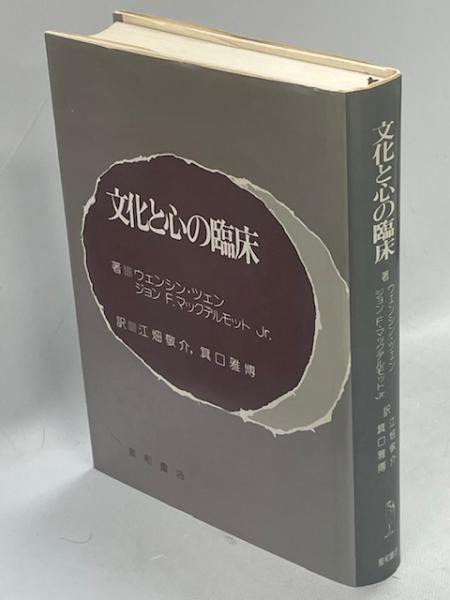 文化と心の臨床
著■ウェンシン・ツェン
ジョン F. マックデルモット Jr.
訳■江畑敬介, 箕口雅博
星和書店
文化と心の臨床
著
ウェンシン・ツェン
ジョン F. マックデルモット Jr.
訳
江畑敬介
箕口雅博
星和書店